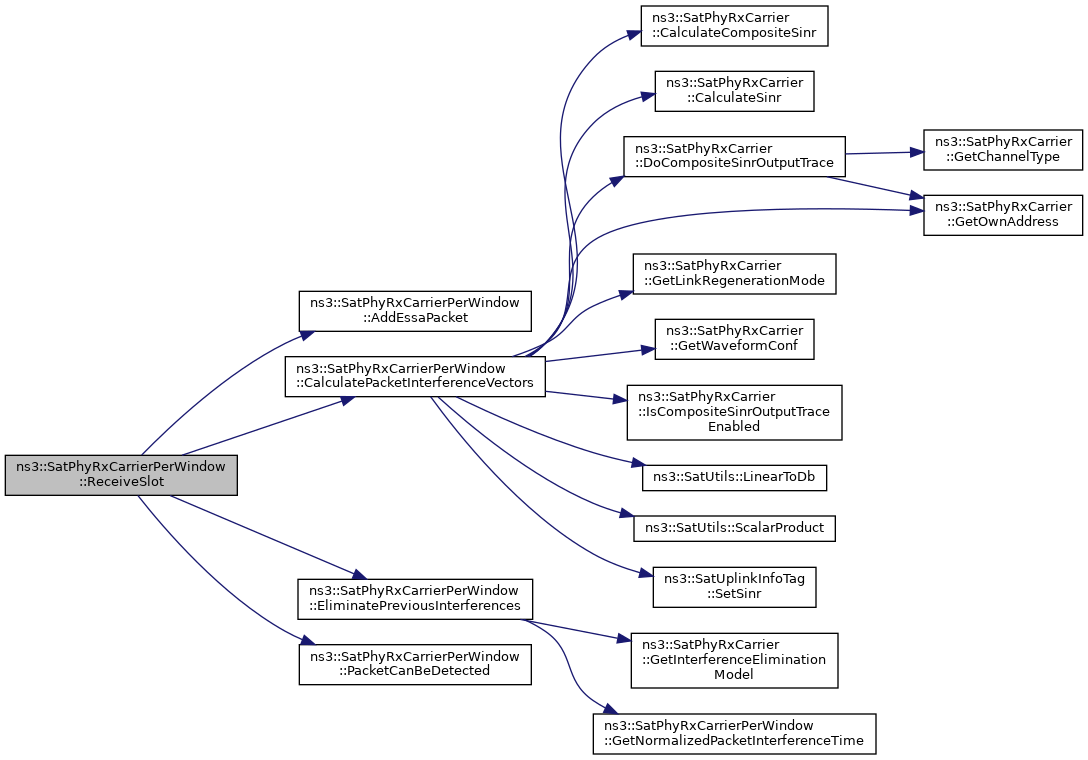 ns3::SatPhyRxCarrier
::CalculateCompositeSinr
ns3::SatPhyRxCarrier
::CalculateSinr
ns3::SatPhyRxCarrier
::DoCompositeSinrOutputTrace
ns3::SatPhyRxCarrier
::GetChannelType
ns3::SatPhyRxCarrier
::GetOwnAddress
ns3::SatPhyRxCarrier
::GetLinkRegenerationMode
ns3::SatPhyRxCarrierPerWindow
::AddEssaPacket
ns3::SatPhyRxCarrier
::GetWaveformConf
ns3::SatPhyRxCarrierPerWindow
::CalculatePacketInterferenceVectors
ns3::SatPhyRxCarrier
::IsCompositeSinrOutputTrace
Enabled
ns3::SatPhyRxCarrierPerWindow
::ReceiveSlot
ns3::SatUtils::LinearToDb
ns3::SatUtils::ScalarProduct
ns3::SatUplinkInfoTag
::SetSinr
ns3::SatPhyRxCarrierPerWindow
::EliminatePreviousInterferences
ns3::SatPhyRxCarrier
::GetInterferenceElimination
Model
ns3::SatPhyRxCarrierPerWindow
::PacketCanBeDetected
ns3::SatPhyRxCarrierPerWindow
::GetNormalizedPacketInterferenceTime